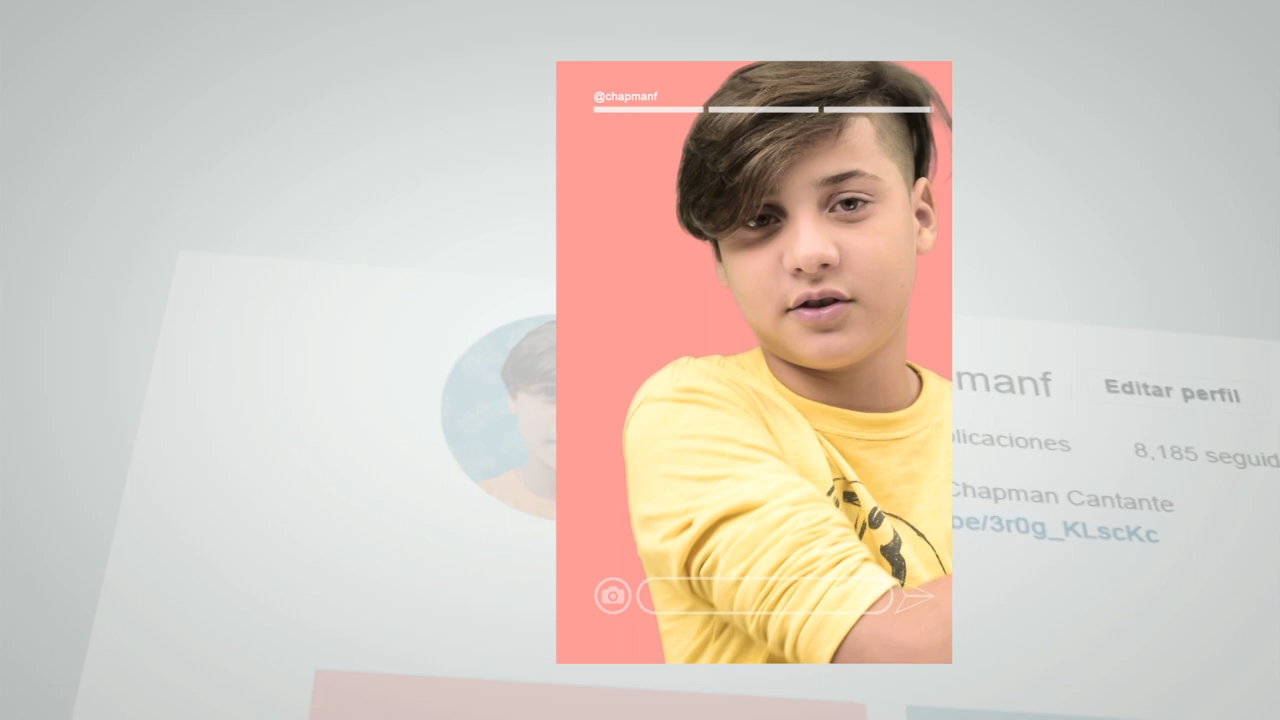 @chapmanf
manf Editar perfil
licaciones 8,185 seguid
Chapman Cantante
be/3r0g_KLscKc